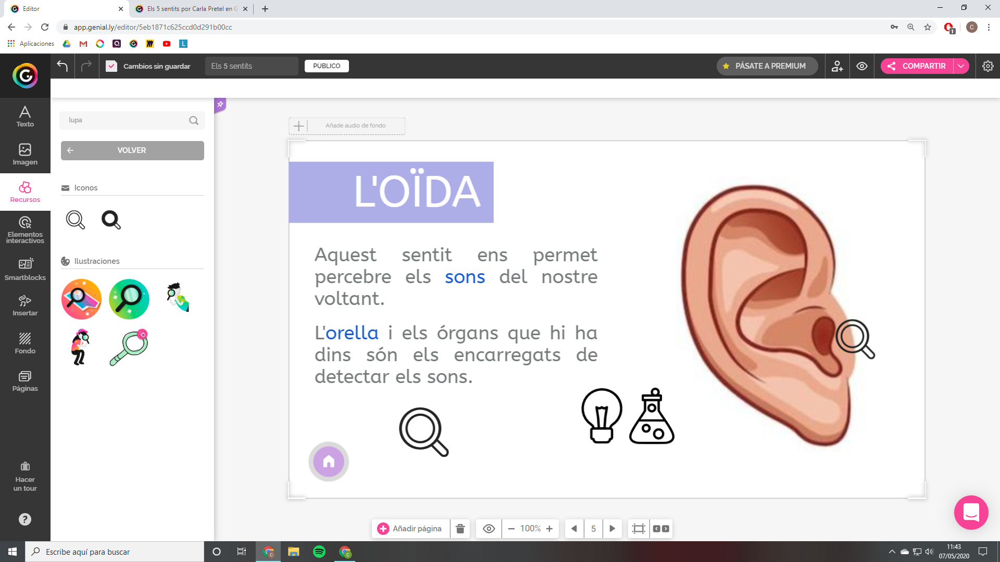 Editor
Els 5 sentits por Carla Pretel en G
app.genial.ly/editor/5eb1871c625ccd0d291b00cc
1
C
Aplicaciones
L
Cambios sin guardar
Els 5 sentits
PÚBLICO
PÁSATE A PREMIUM
COMPARTIR
Texto
Imagen
Recursos
Elementos
interactivos
Smartblocks
Insertar
Fondo
Páginas
Hacer
un tour
?
lupa
VOLVER
Iconos
Ilustraciones
Añade audio de fondo
L'OÏDA
Aquest sentit ens permet
percebre els sons del nostre
voltant.
L'orella i els órgans que hi ha
dins són els encarregats de
detectar els sons.
Añadir página
100%
5
Escribe aquí para buscar
11:43
07/05/2020